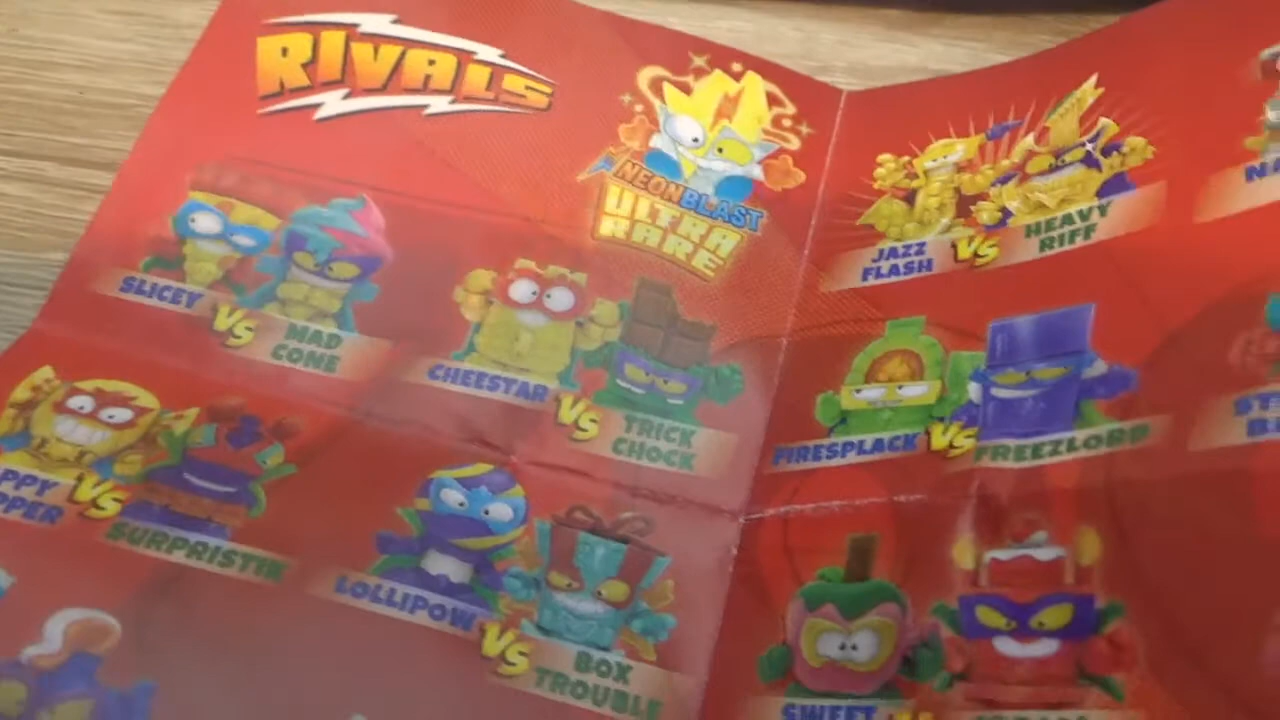 RIVALS
NEON BLAST
ULTRA
RARE
JAZZ
FLASH
VS
HEAVY
RIFF
SLICEY
VS
MAD
CONE
CHEESTAR
VS
TRICK
CHOCK
FIRESPLACK
VS
FREEZLORD
VS
SURPRISTIK
LOLLIPOW
VS
BOX
TROUBLE
SWEET